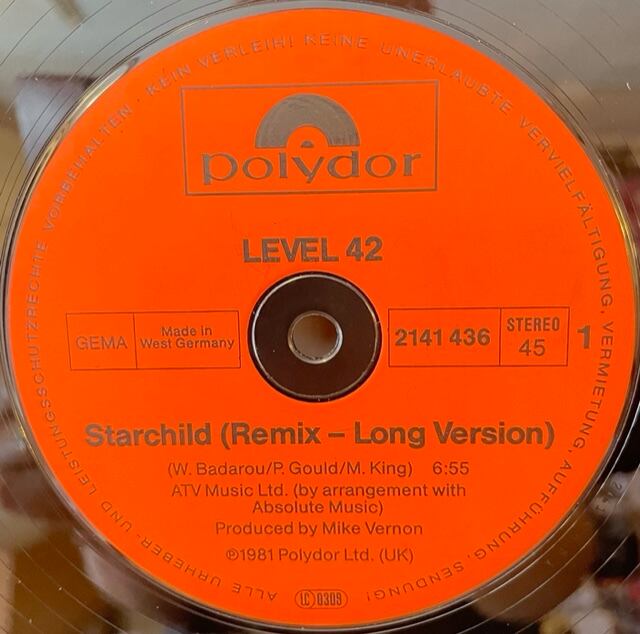 ALLE URHEBER- UND LEISTUNGSSCHUTZRECHTE VORBEHALTEN · KEIN VERLEIH! KEINE UNERLAUBTE VERVIELFÄLTIGUNG, VERMIETUNG, AUFFÜHRUNG, SENDUNG!
polydor
LEVEL 42
GEMA
Made in
West Germany
2141 436
STEREO
45
1
Starchild (Remix – Long Version)
(W. Badarou/P. Gould/M. King) 6:55
ATV Music Ltd. (by arrangement with
Absolute Music)
Produced by Mike Vernon
℗1981 Polydor Ltd. (UK)
LC 0309